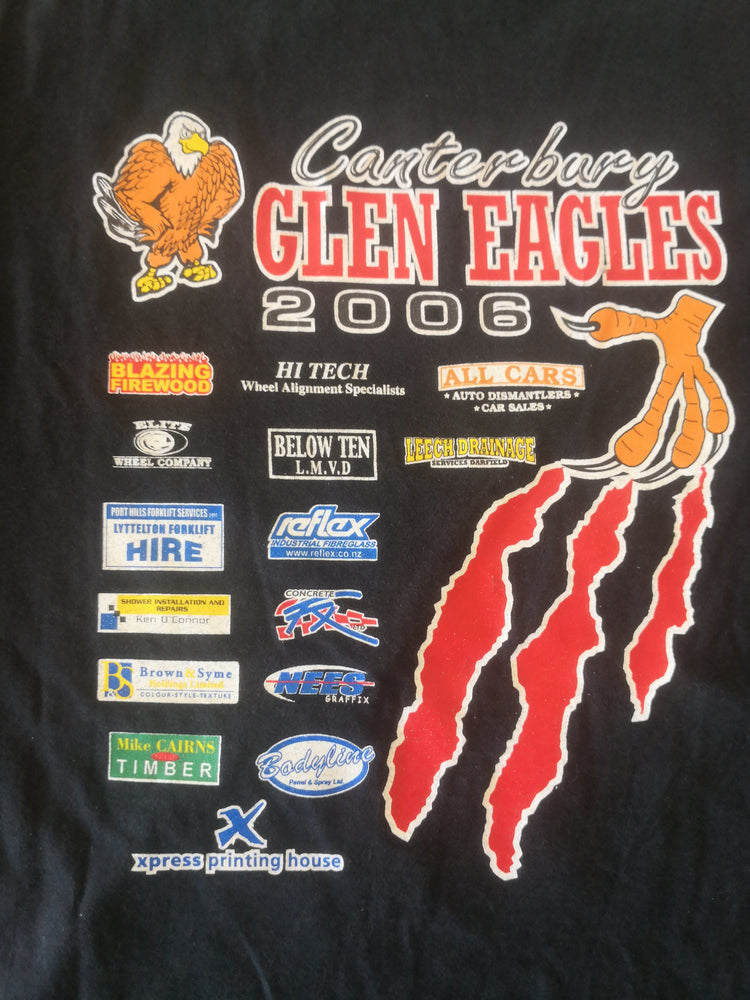 Canterbury
GLEN EAGLES
2006
BLAZING
FIREWOOD
HI TECH
Wheel Alignment Specialists
ALL CARS
* AUTO DISMANTLERS *
* CAR SALES *
ELITE
WHEEL COMPANY
BELOW TEN
L.M.V.D
LEECH DRAINAGE
SERVICES DARFIELD
PORT HILLS FORKLIFT SERVICES
LYTTELTON FORKLIFT
HIRE
reflex
INDUSTRIAL FIBREGLASS
www.reflex.co.nz
SHOWER INSTALLATION AND
REPAIRS
Ken O'Connor
CONCRETE
FX
LTD
BS
Brown & Syme
Holdings Limited
COLOUR-STYLE-TEXTURE
NEES
GRAFFIX
Mike CAIRNS
TIMBER
Bodyline
Panel & Spray Ltd
X
xpress printing house